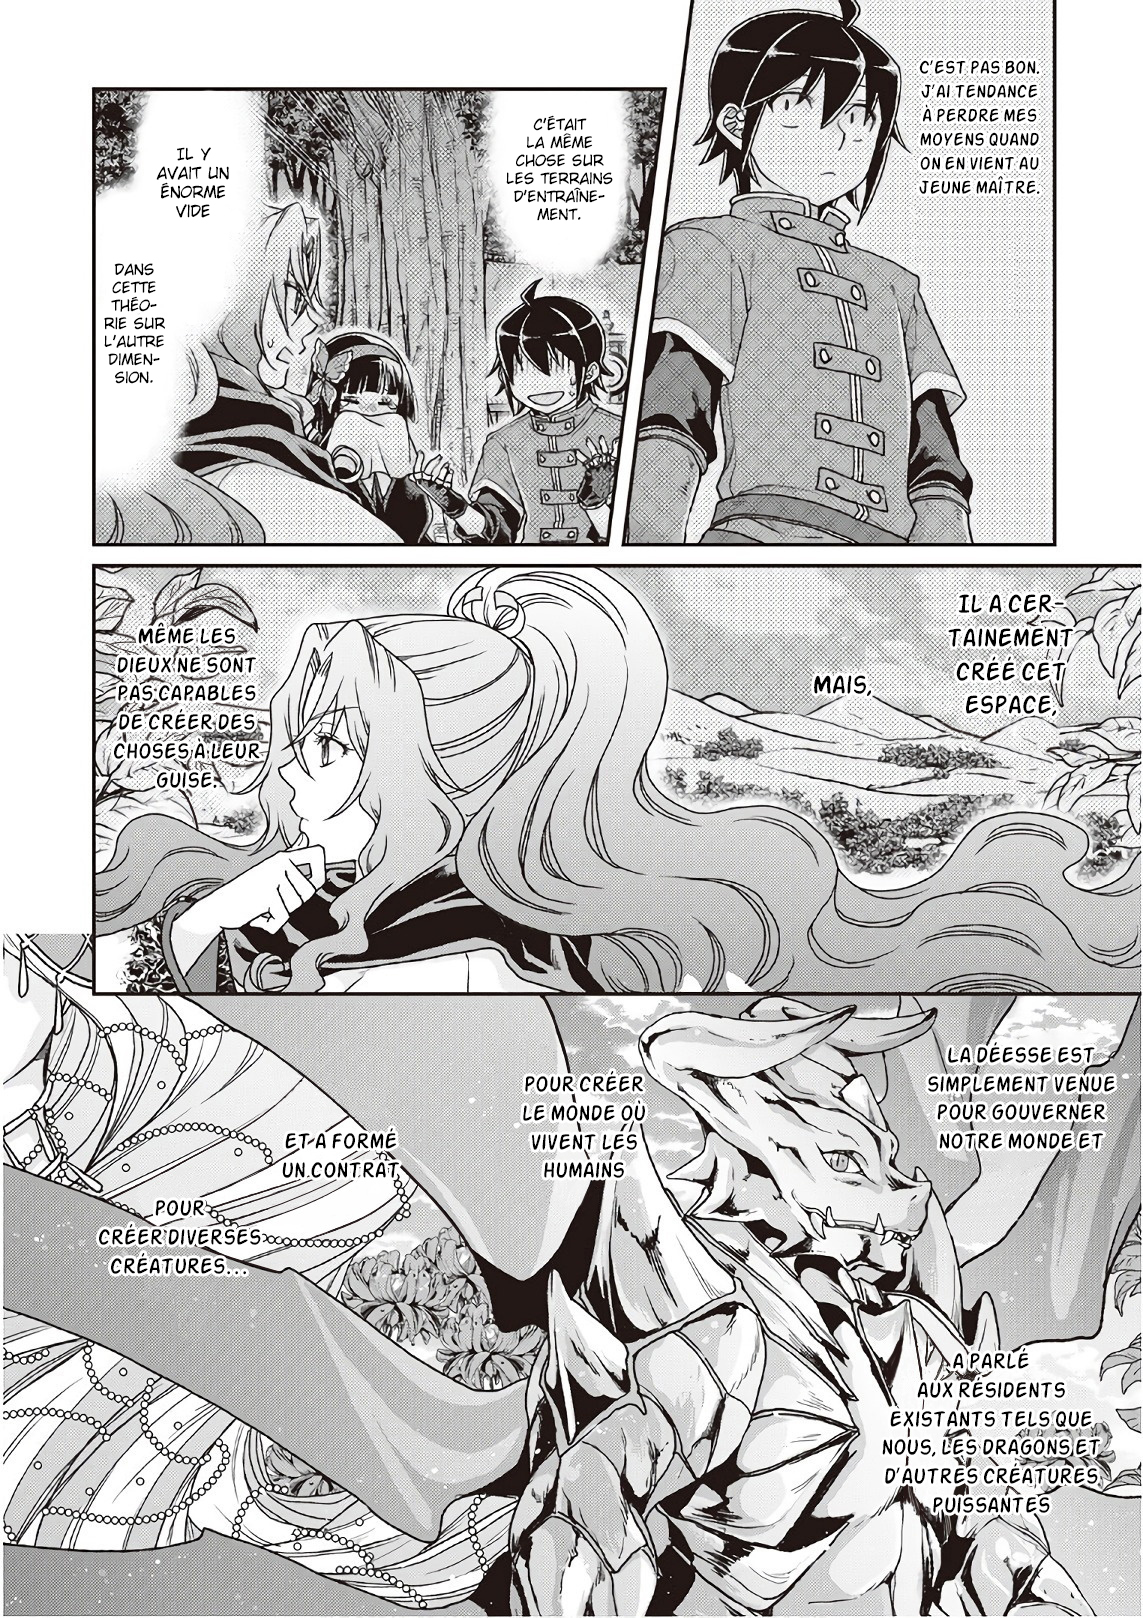 C'EST PAS BON.
J'AI TENDANCE
À PERDRE MES
MOYENS QUAND
ON EN VIENT AU
JEUNE MAÎTRE.
C'ÉTAIT
LA MÊME
CHOSE SUR
LES TERRAINS
D'ENTRAÎNE-
MENT.
IL Y
AVAIT UN
ÉNORME
VIDE
DANS
CETTE
THÉO-
RIE SUR
L'AUTRE
DIMEN-
SION.
IL A CER-
TAINEMENT
CRÉÉ CET
ESPACE,
MAIS,
MÊME LES
DIEUX NE SONT
PAS CAPABLES
DE CRÉER DES
CHOSES À LEUR
GUISE.
LA DÉESSE EST
SIMPLEMENT VENUE
POUR GOUVERNER
NOTRE MONDE ET
A PARLÉ
AUX RÉSIDENTS
EXISTANTS TELS QUE
NOUS, LES DRAGONS ET
D'AUTRES CRÉATURES
PUISSANTES
POUR CRÉER
LE MONDE OÙ
VIVENT LES
HUMAINS
ET A FORMÉ
UN CONTRAT
POUR
CRÉER DIVERSES
CRÉATURES...